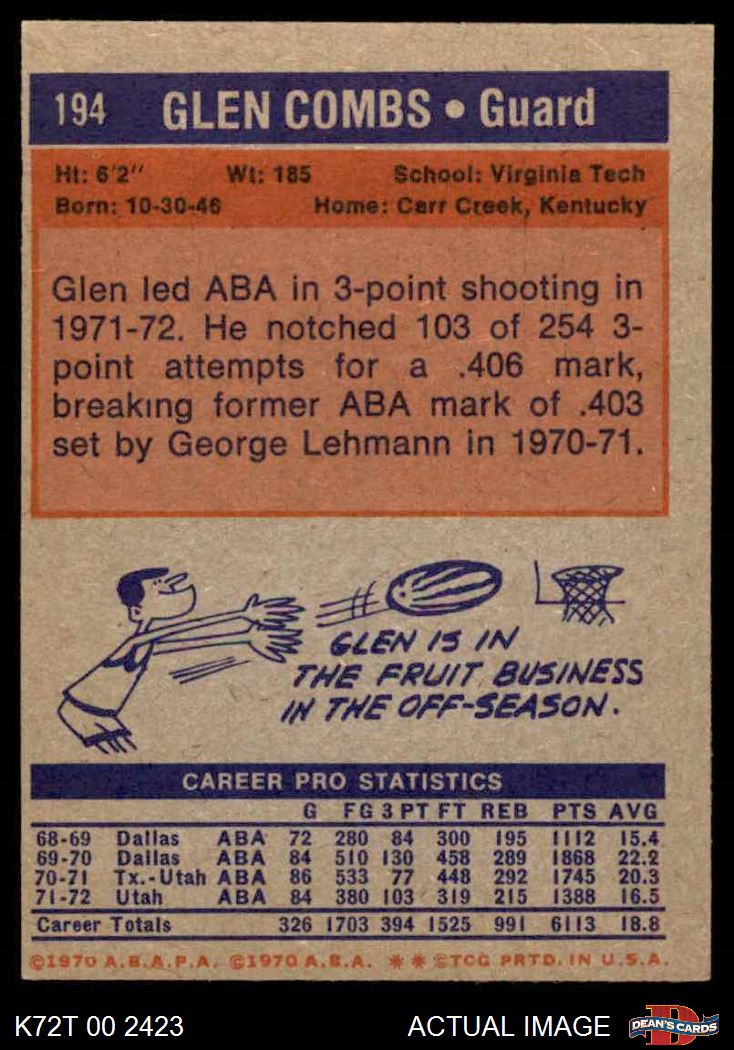 194 GLEN COMBS • Guard
Ht: 6'2" Wt: 185 School: Virginia Tech
Born: 10-30-46 Home: Carr Creek, Kentucky
Glen led ABA in 3-point shooting in
1971-72. He notched 103 of 254 3-
point attempts for a .406 mark,
breaking former ABA mark of .403
set by George Lehmann in 1970-71.
GLEN IS IN
THE FRUIT BUSINESS
IN THE OFF-SEASON.
CAREER PRO STATISTICS
G FG 3 PT FT REB PTS AVG
68-69 Dallas ABA 72 280 84 300 195 1112 15.4
69-70 Dallas ABA 84 510 130 458 289 1868 22.2
70-71 Tx.-Utah ABA 86 533 77 448 292 1745 20.3
71-72 Utah ABA 84 380 103 319 215 1388 16.5
Career Totals 326 1703 394 1525 991 6113 18.8
©1970 A.B.A.P.A. ©1970 A.B.A. ** ©TCG PRTD. IN U.S.A.
K72T 00 2423 ACTUAL IMAGE DEAN'S CARDS